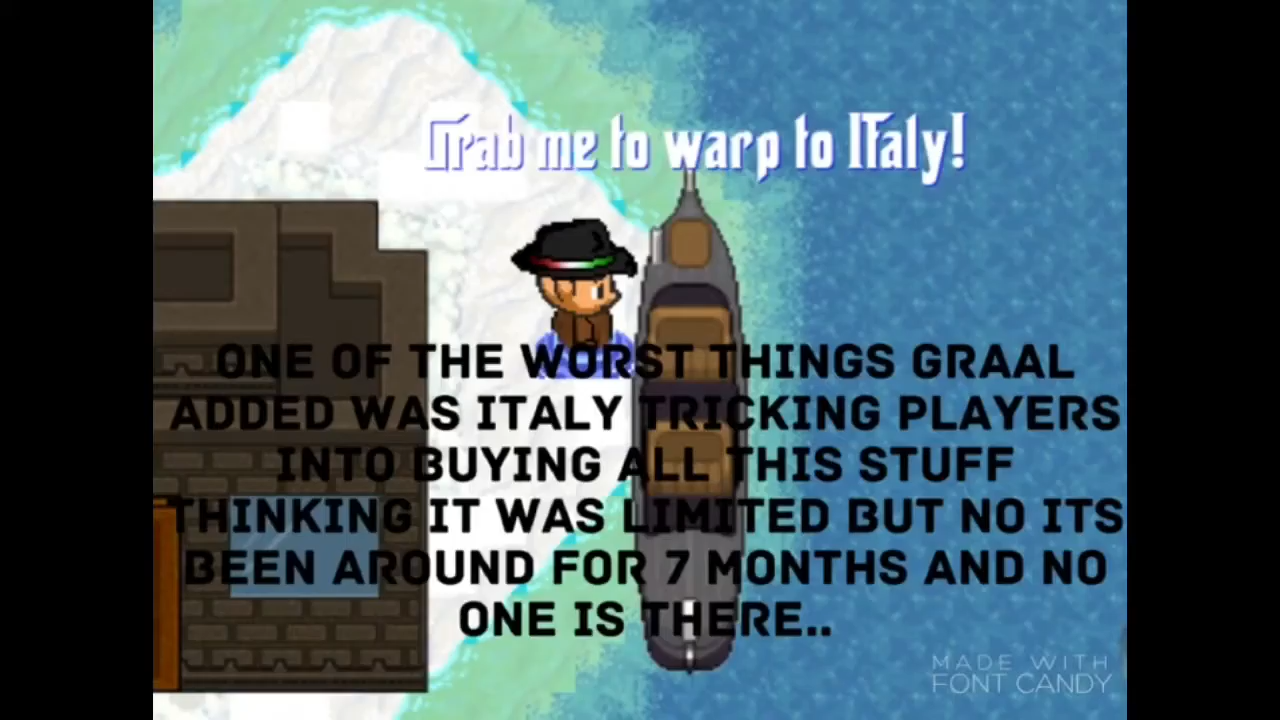 Grab me to warp to ITaly!
ONE OF THE WORST THINGS GRAAL
ADDED WAS ITALY TRICKING PLAYERS
INTO BUYING ALL THIS STUFF
THINKING IT WAS LIMITED BUT NO ITS
BEEN AROUND FOR 7 MONTHS AND NO
ONE IS THERE..
MADE WITH
FONT CANDY